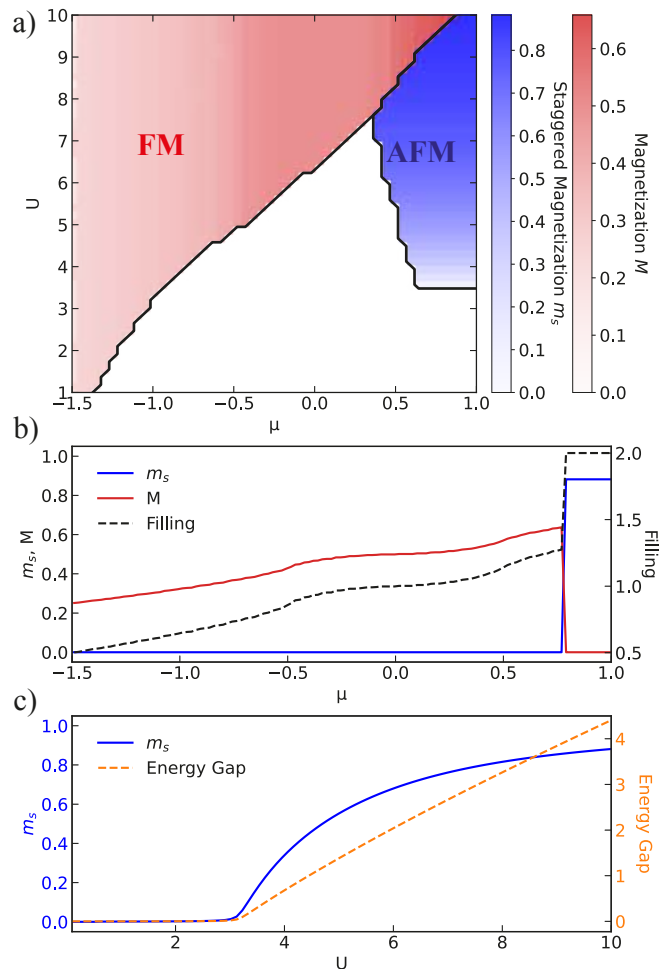 a)
10
9
8
7
6
5
4
3
2
1
U
FM
AFM
−1.5 −1.0 −0.5 0.0 0.5 1.0
μ
0.8
0.7
0.6
0.5
0.4
0.3
0.2
0.1
0.0
Staggered Magnetization m_s
0.6
0.5
0.4
0.3
0.2
0.1
0.0
Magnetization M
b)
1.0
0.8
0.6
0.4
0.2
0.0
m_s, M
m_s
M
Filling
2.0
1.5
1.0
0.5
Filling
−1.5 −1.0 −0.5 0.0 0.5 1.0
μ
c)
1.0
0.8
0.6
0.4
0.2
0.0
m_s
m_s
Energy Gap
4
3
2
1
0
Energy Gap
2 4 6 8 10
U